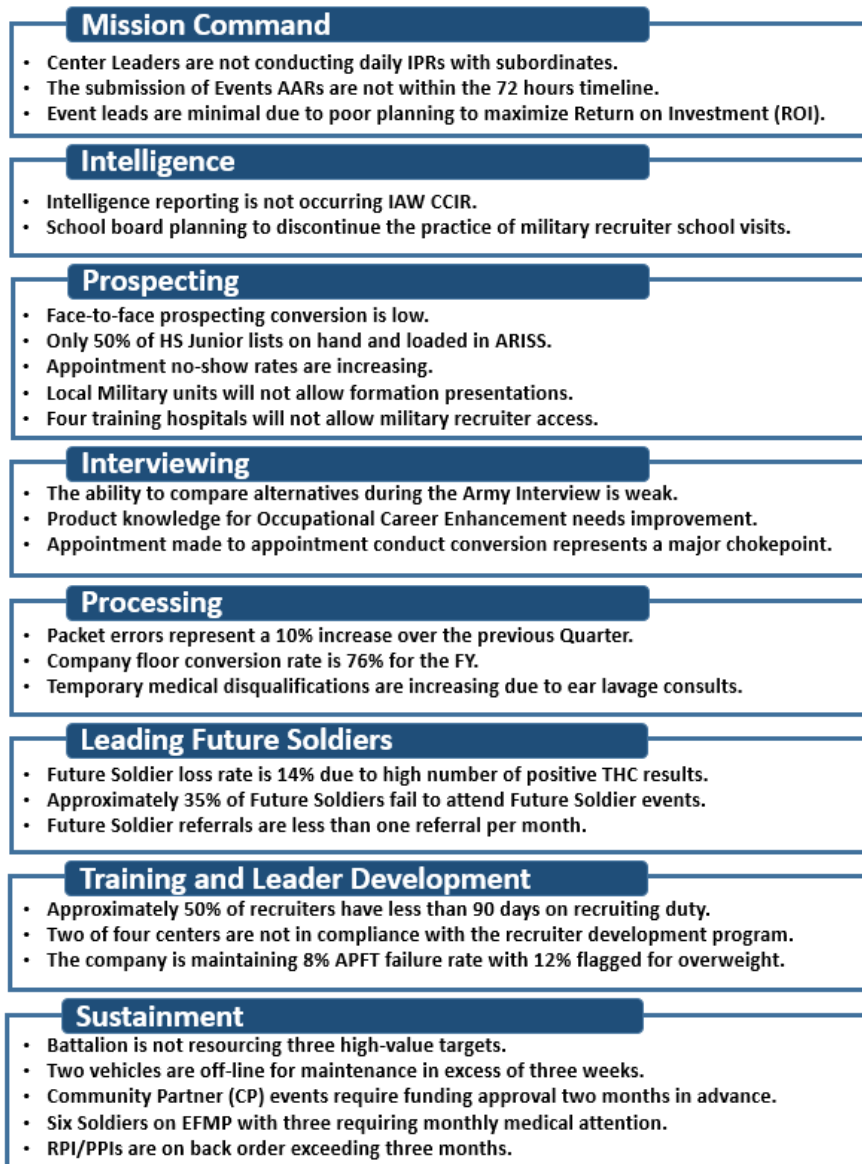 Mission Command
• Center Leaders are not conducting daily IPRs with subordinates.
• The submission of Events AARs are not within the 72 hours timeline.
• Event leads are minimal due to poor planning to maximize Return on Investment (ROI).
Intelligence
• Intelligence reporting is not occurring IAW CCIR.
• School board planning to discontinue the practice of military recruiter school visits.
Prospecting
• Face-to-face prospecting conversion is low.
• Only 50% of HS Junior lists on hand and loaded in ARISS.
• Appointment no-show rates are increasing.
• Local Military units will not allow formation presentations.
• Four training hospitals will not allow military recruiter access.
Interviewing
• The ability to compare alternatives during the Army Interview is weak.
• Product knowledge for Occupational Career Enhancement needs improvement.
• Appointment made to appointment conduct conversion represents a major chokepoint.
Processing
• Packet errors represent a 10% increase over the previous Quarter.
• Company floor conversion rate is 76% for the FY.
• Temporary medical disqualifications are increasing due to ear lavage consults.
Leading Future Soldiers
• Future Soldier loss rate is 14% due to high number of positive THC results.
• Approximately 35% of Future Soldiers fail to attend Future Soldier events.
• Future Soldier referrals are less than one referral per month.
Training and Leader Development
• Approximately 50% of recruiters have less than 90 days on recruiting duty.
• Two of four centers are not in compliance with the recruiter development program.
• The company is maintaining 8% APFT failure rate with 12% flagged for overweight.
Sustainment
• Battalion is not resourcing three high-value targets.
• Two vehicles are off-line for maintenance in excess of three weeks.
• Community Partner (CP) events require funding approval two months in advance.
• Six Soldiers on EFMP with three requiring monthly medical attention.
• RPI/PPIs are on back order exceeding three months.